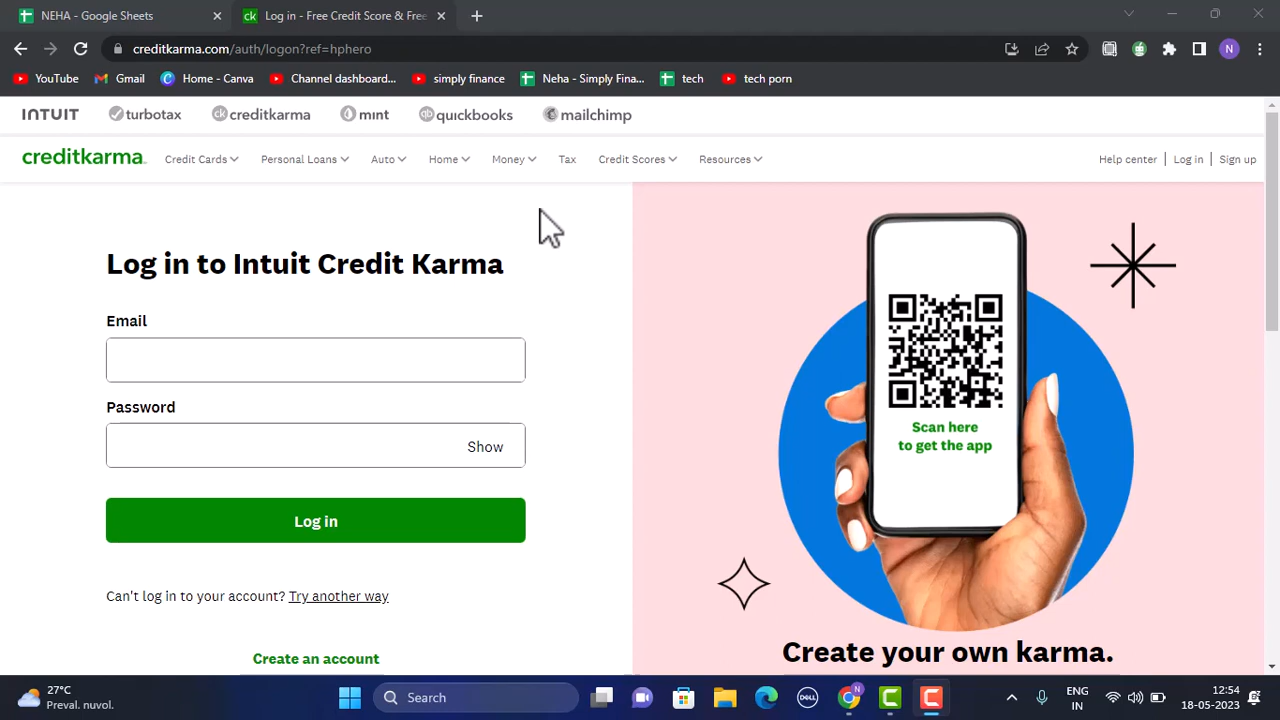 NEHA - Google Sheets
Log in - Free Credit Score & Free
creditkarma.com/auth/logon?ref=hphero
N
YouTube
Gmail
Home - Canva
Channel dashboard...
simply finance
Neha - Simply Fina...
tech
tech porn
INTUIT turbotax creditkarma mint quickbooks mailchimp
creditkarma Credit Cards Personal Loans Auto Home Money Tax Credit Scores Resources Help center Log in Sign up
Log in to Intuit Credit Karma
Email
Password
Show
Log in
Can't log in to your account? Try another way
Create an account
Scan here
to get the app
Create your own karma.
27°C
Preval. nuvol.
Search
ENG
IN
12:54
18-05-2023